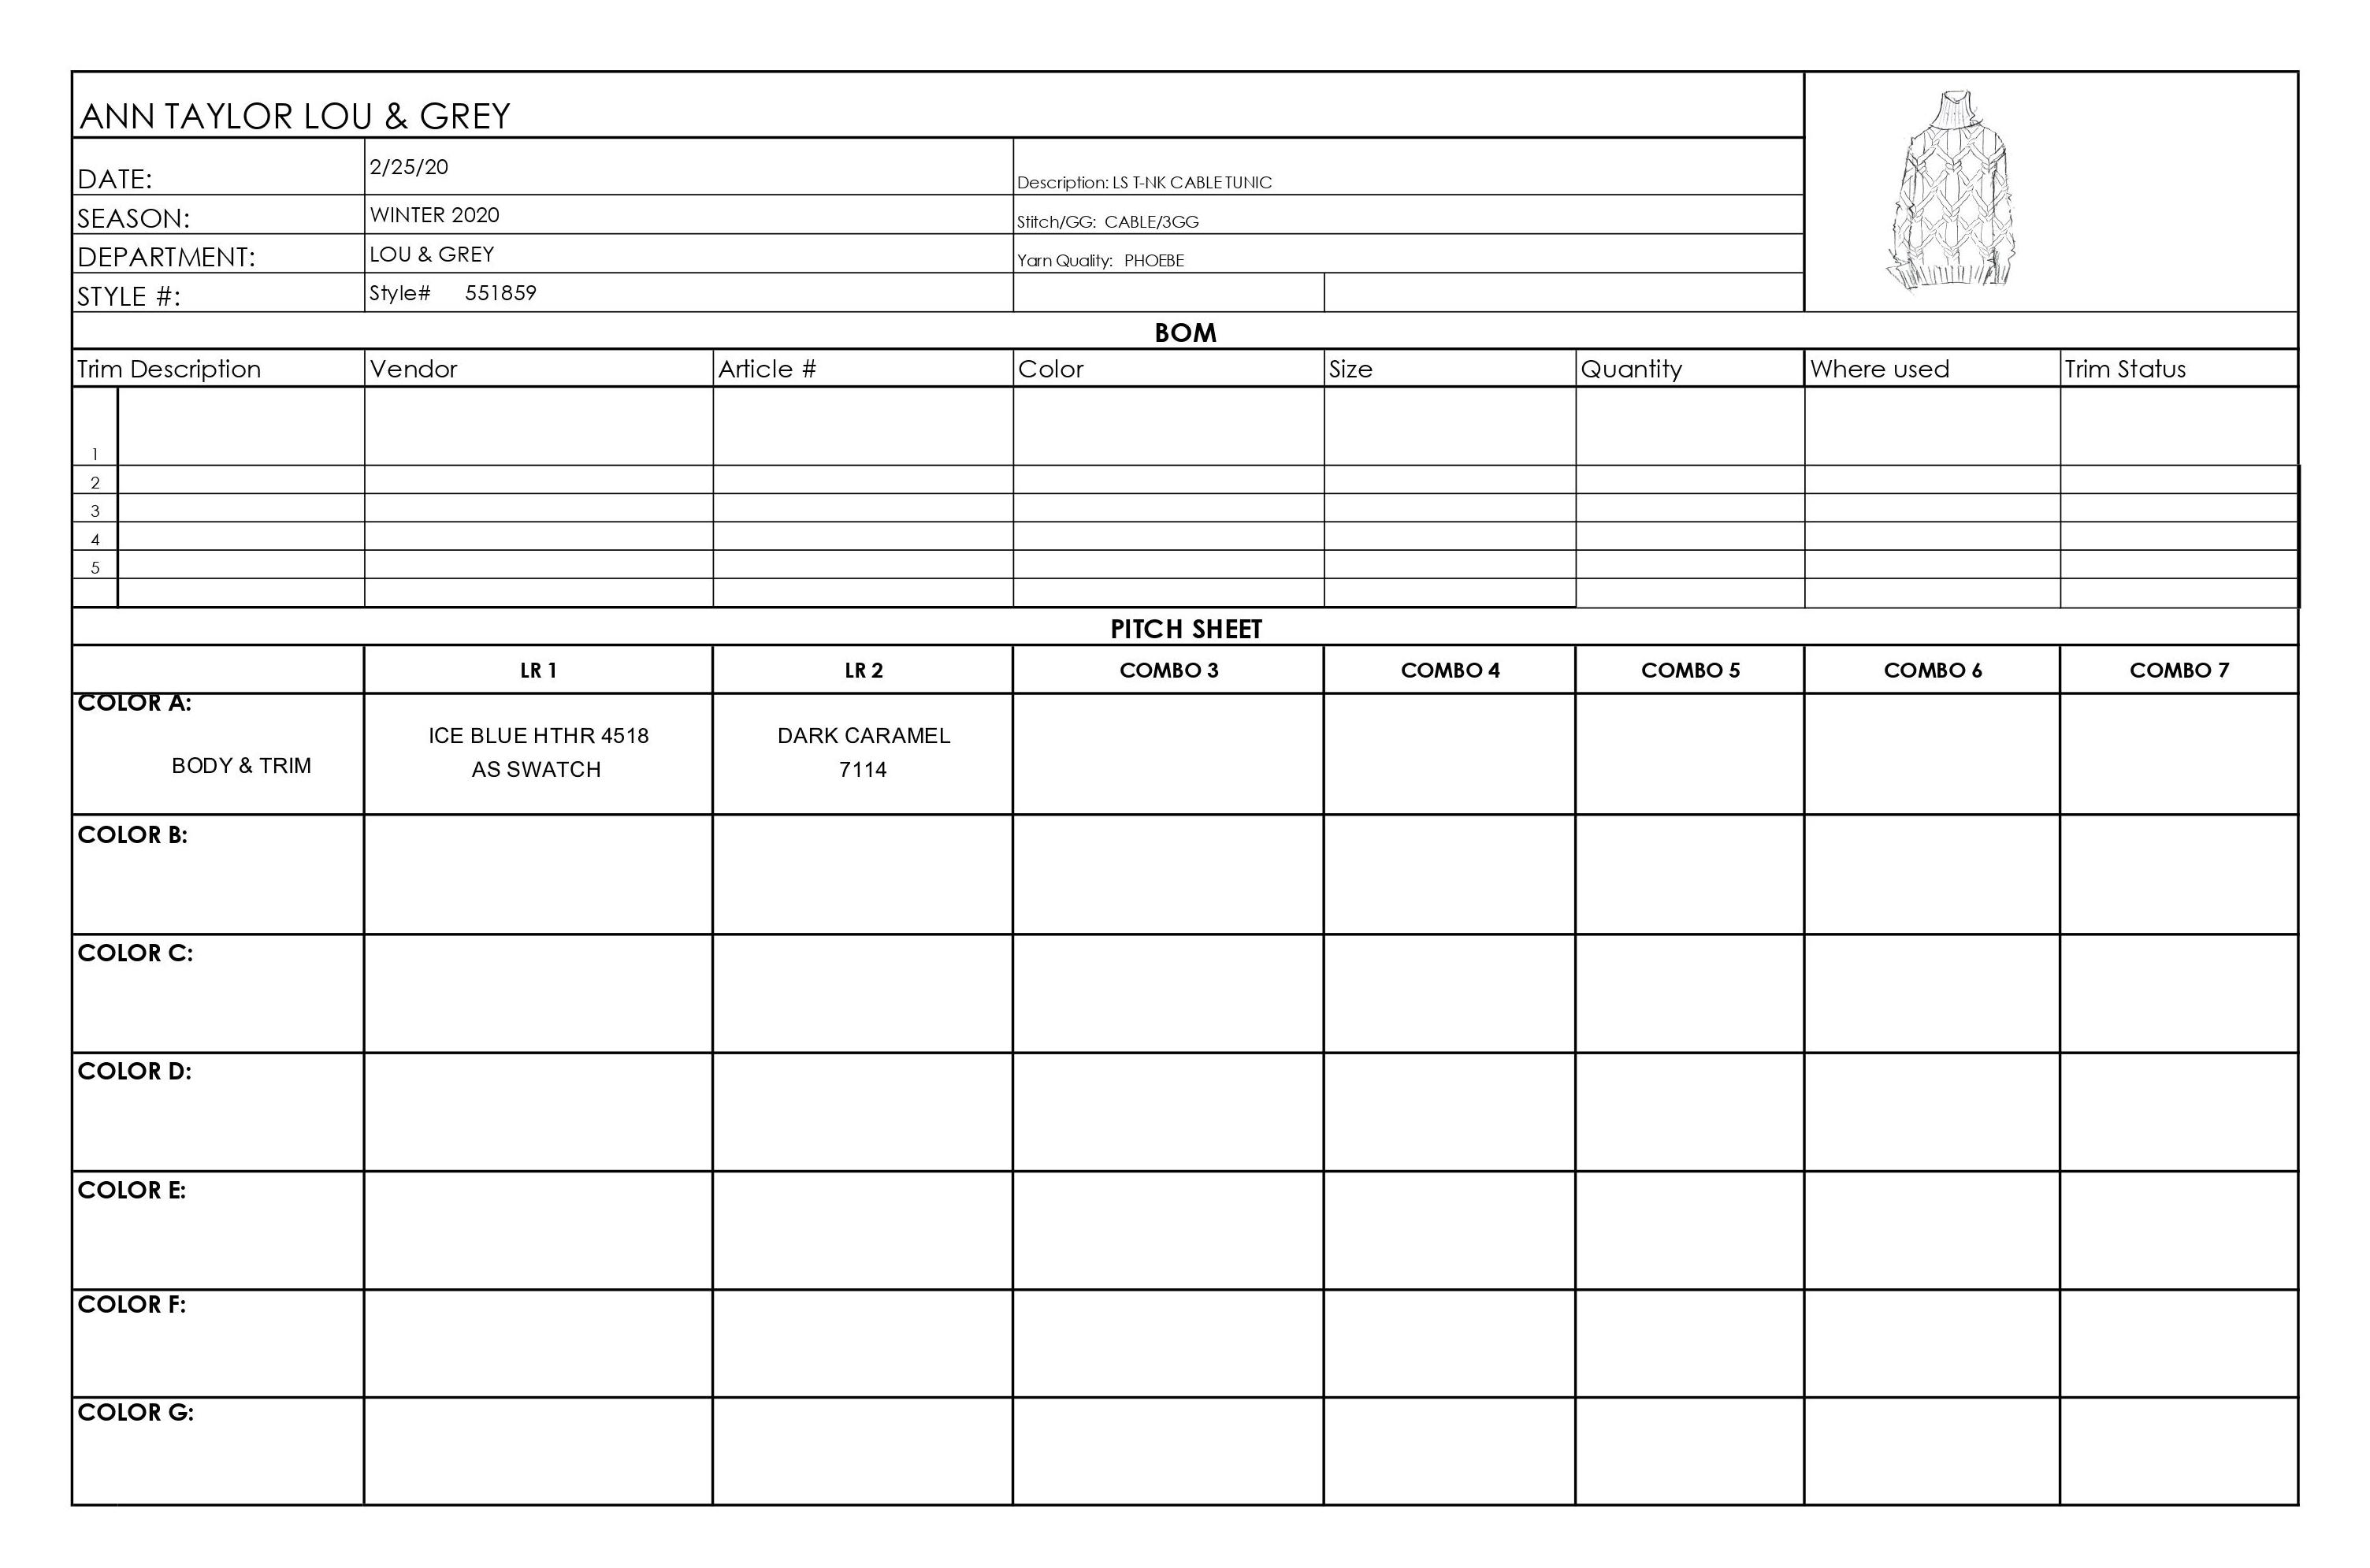 ANN TAYLOR LOU & GREY
DATE: 2/25/20 Description: LS T-NK CABLE TUNIC
SEASON: WINTER 2020 Stitch/GG: CABLE/3GG
DEPARTMENT: LOU & GREY Yarn Quality: PHOEBE
STYLE #: Style# 551859
BOM
Trim Description Vendor Article # Color Size Quantity Where used Trim Status
1
2
3
4
5
PITCH SHEET
LR 1 LR 2 COMBO 3 COMBO 4 COMBO 5 COMBO 6 COMBO 7
COLOR A:
ICE BLUE HTHR 4518 DARK CARAMEL
BODY & TRIM AS SWATCH 7114
COLOR B:
COLOR C:
COLOR D:
COLOR E:
COLOR F:
COLOR G: